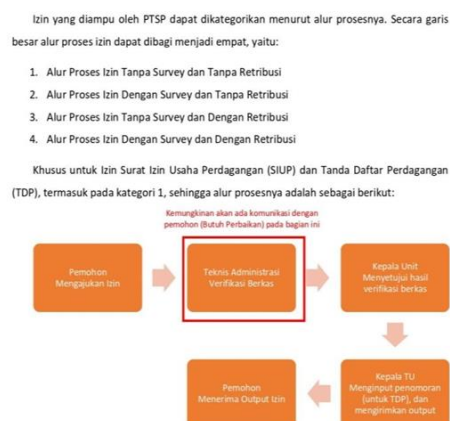 Izin yang diampu oleh PTSP dapat dikategorikan menurut alur prosesnya. Secara garis
besar alur proses izin dapat dibagi menjadi empat, yaitu:
1. Alur Proses Izin Tanpa Survey dan Tanpa Retribusi
2. Alur Proses Izin Dengan Survey dan Tanpa Retribusi
3. Alur Proses Izin Tanpa Survey dan Dengan Retribusi
4. Alur Proses Izin Dengan Survey dan Dengan Retribusi
Khusus untuk Izin Surat Izin Usaha Perdagangan (SIUP) dan Tanda Daftar Perdagangan
(TDP), termasuk pada kategori 1, sehingga alur prosesnya adalah sebagai berikut:
Kemungkinan akan ada komunikasi dengan
pemohon (Butuh Perbaikan) pada bagian ini
Pemohon
Mengajukan Izin
Teknis Administrasi
Verifikasi Berkas
Kepala Unit
Menyetujui hasil
verifikasi berkas
Kepala TU
Menginput penomoran
(untuk TDP), dan
mengirimkan output
Pemohon
Menerima Output Izin